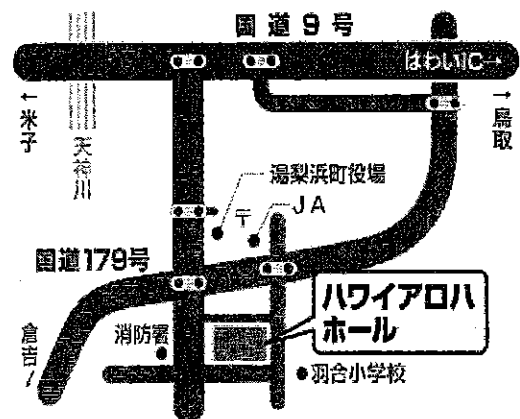 国道9号
はわいIC→
←米子
天神川
→鳥取
湯梨浜町役場
〒
JA
国道179号
ハワイアロハ
ホール
倉吉↓
消防署
羽合小学校